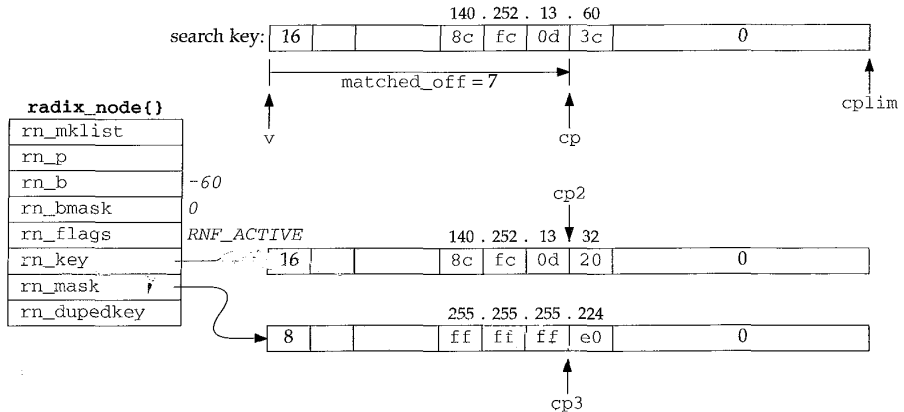 140 . 252 . 13 . 60
search key: 16 8c fc 0d 3c 0
matched_off = 7
cplim
radix_node{}
v
cp
rn_mklist
rn_p
rn_b -60
cp2
rn_bmask 0
rn_flags RNF_ACTIVE
140 . 252 . 13 . 32
rn_key
16 8c fc 0d 20 0
rn_mask
rn_dupedkey
255 . 255 . 255 . 224
8 ff ff ff e0 0
cp3